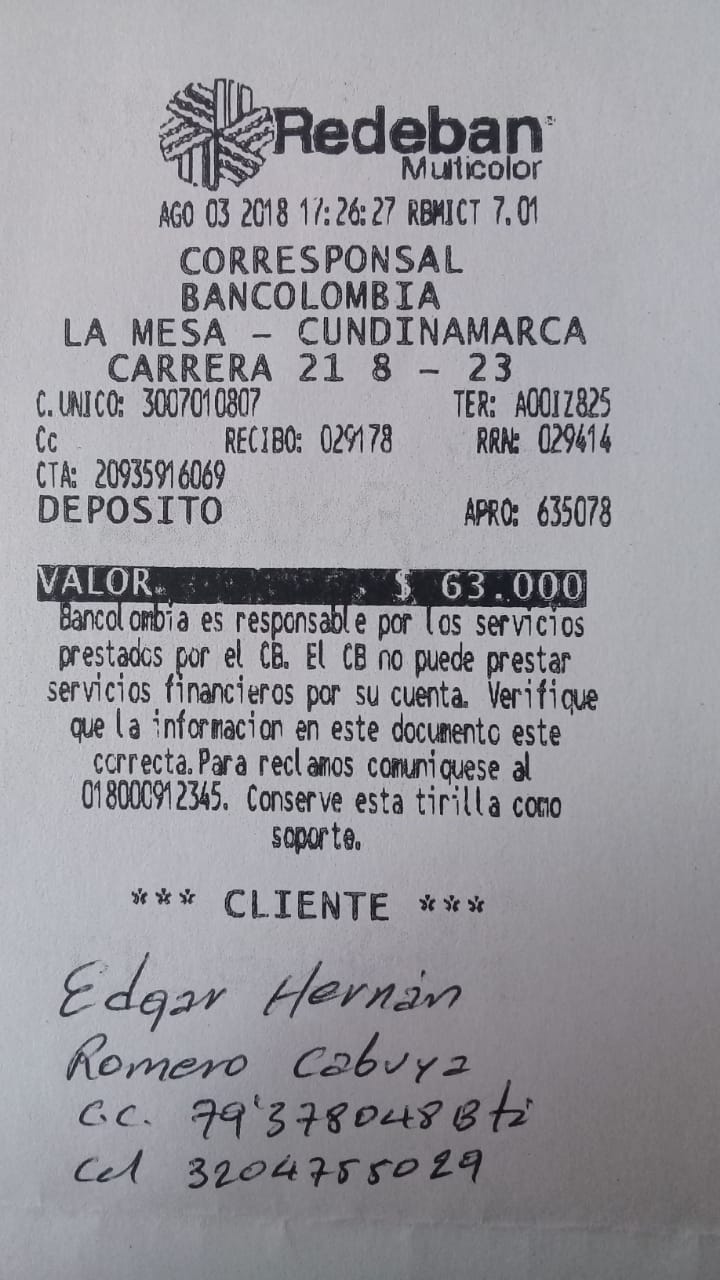 Redeban
Multicolor
AGO 03 2018 17:26:27 RBMICT 7.01
CORRESPONSAL
BANCOLOMBIA
LA MESA - CUNDINAMARCA
CARRERA 21 8 - 23
C.UNICO: 3007010807 TER: A00IZ825
Cc RECIBO: 029178 RRN: 029414
CTA: 20935916069
DEPOSITO APRO: 635078
VALOR $ 63.000
Bancolombia es responsable por los servicios
prestados por el CB. El CB no puede prestar
servicios financieros por su cuenta. Verifique
que la informacion en este documento este
correcta.Para reclamos comuniquese al
018000912345. Conserve esta tirilla como
soporte.
*** CLIENTE ***
Edgar Hernán
Romero Cabuya
C.C. 79'378048 Bti
Cel 3204755029